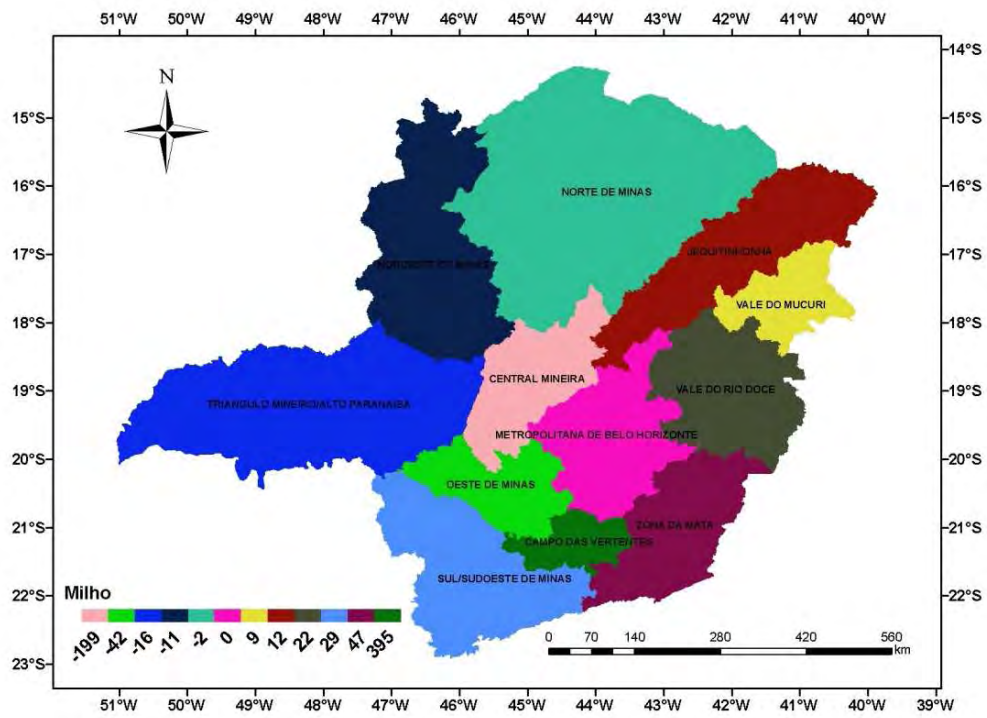 51°W 50°W 49°W 48°W 47°W 46°W 45°W 44°W 43°W 42°W 41°W 40°W
14°S
N
15°S 15°S
16°S 16°S
NORTE DE MINAS
17°S 17°S
JEQUITINHONHA
NOROESTE DE MINAS
VALE DO MUCURI
18°S 18°S
CENTRAL MINEIRA
19°S 19°S
VALE DO RIO DOCE
TRIANGULO MINEIRO/ALTO PARANAIBA
METROPOLITANA DE BELO HORIZONTE
20°S 20°S
OESTE DE MINAS
21°S 21°S
ZONA DA MATA
CAMPO DAS VERTENTES
SUL/SUDOESTE DE MINAS
Milho
22°S 22°S
-199 -42 -16 -11 -2 0 9 12 22 29 47 395
0 70 140 280 420 560
km
23°S 23°S
51°W 50°W 49°W 48°W 47°W 46°W 45°W 44°W 43°W 42°W 41°W 40°W 39°W